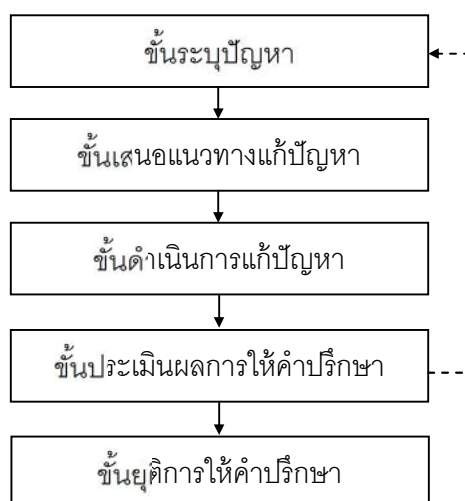 ขั้นระบุปัญหา
ขั้นเสนอแนวทางแก้ปัญหา
ขั้นดำเนินการแก้ปัญหา
ขั้นประเมินผลการให้คำปรึกษา
ขั้นยุติการให้คำปรึกษา